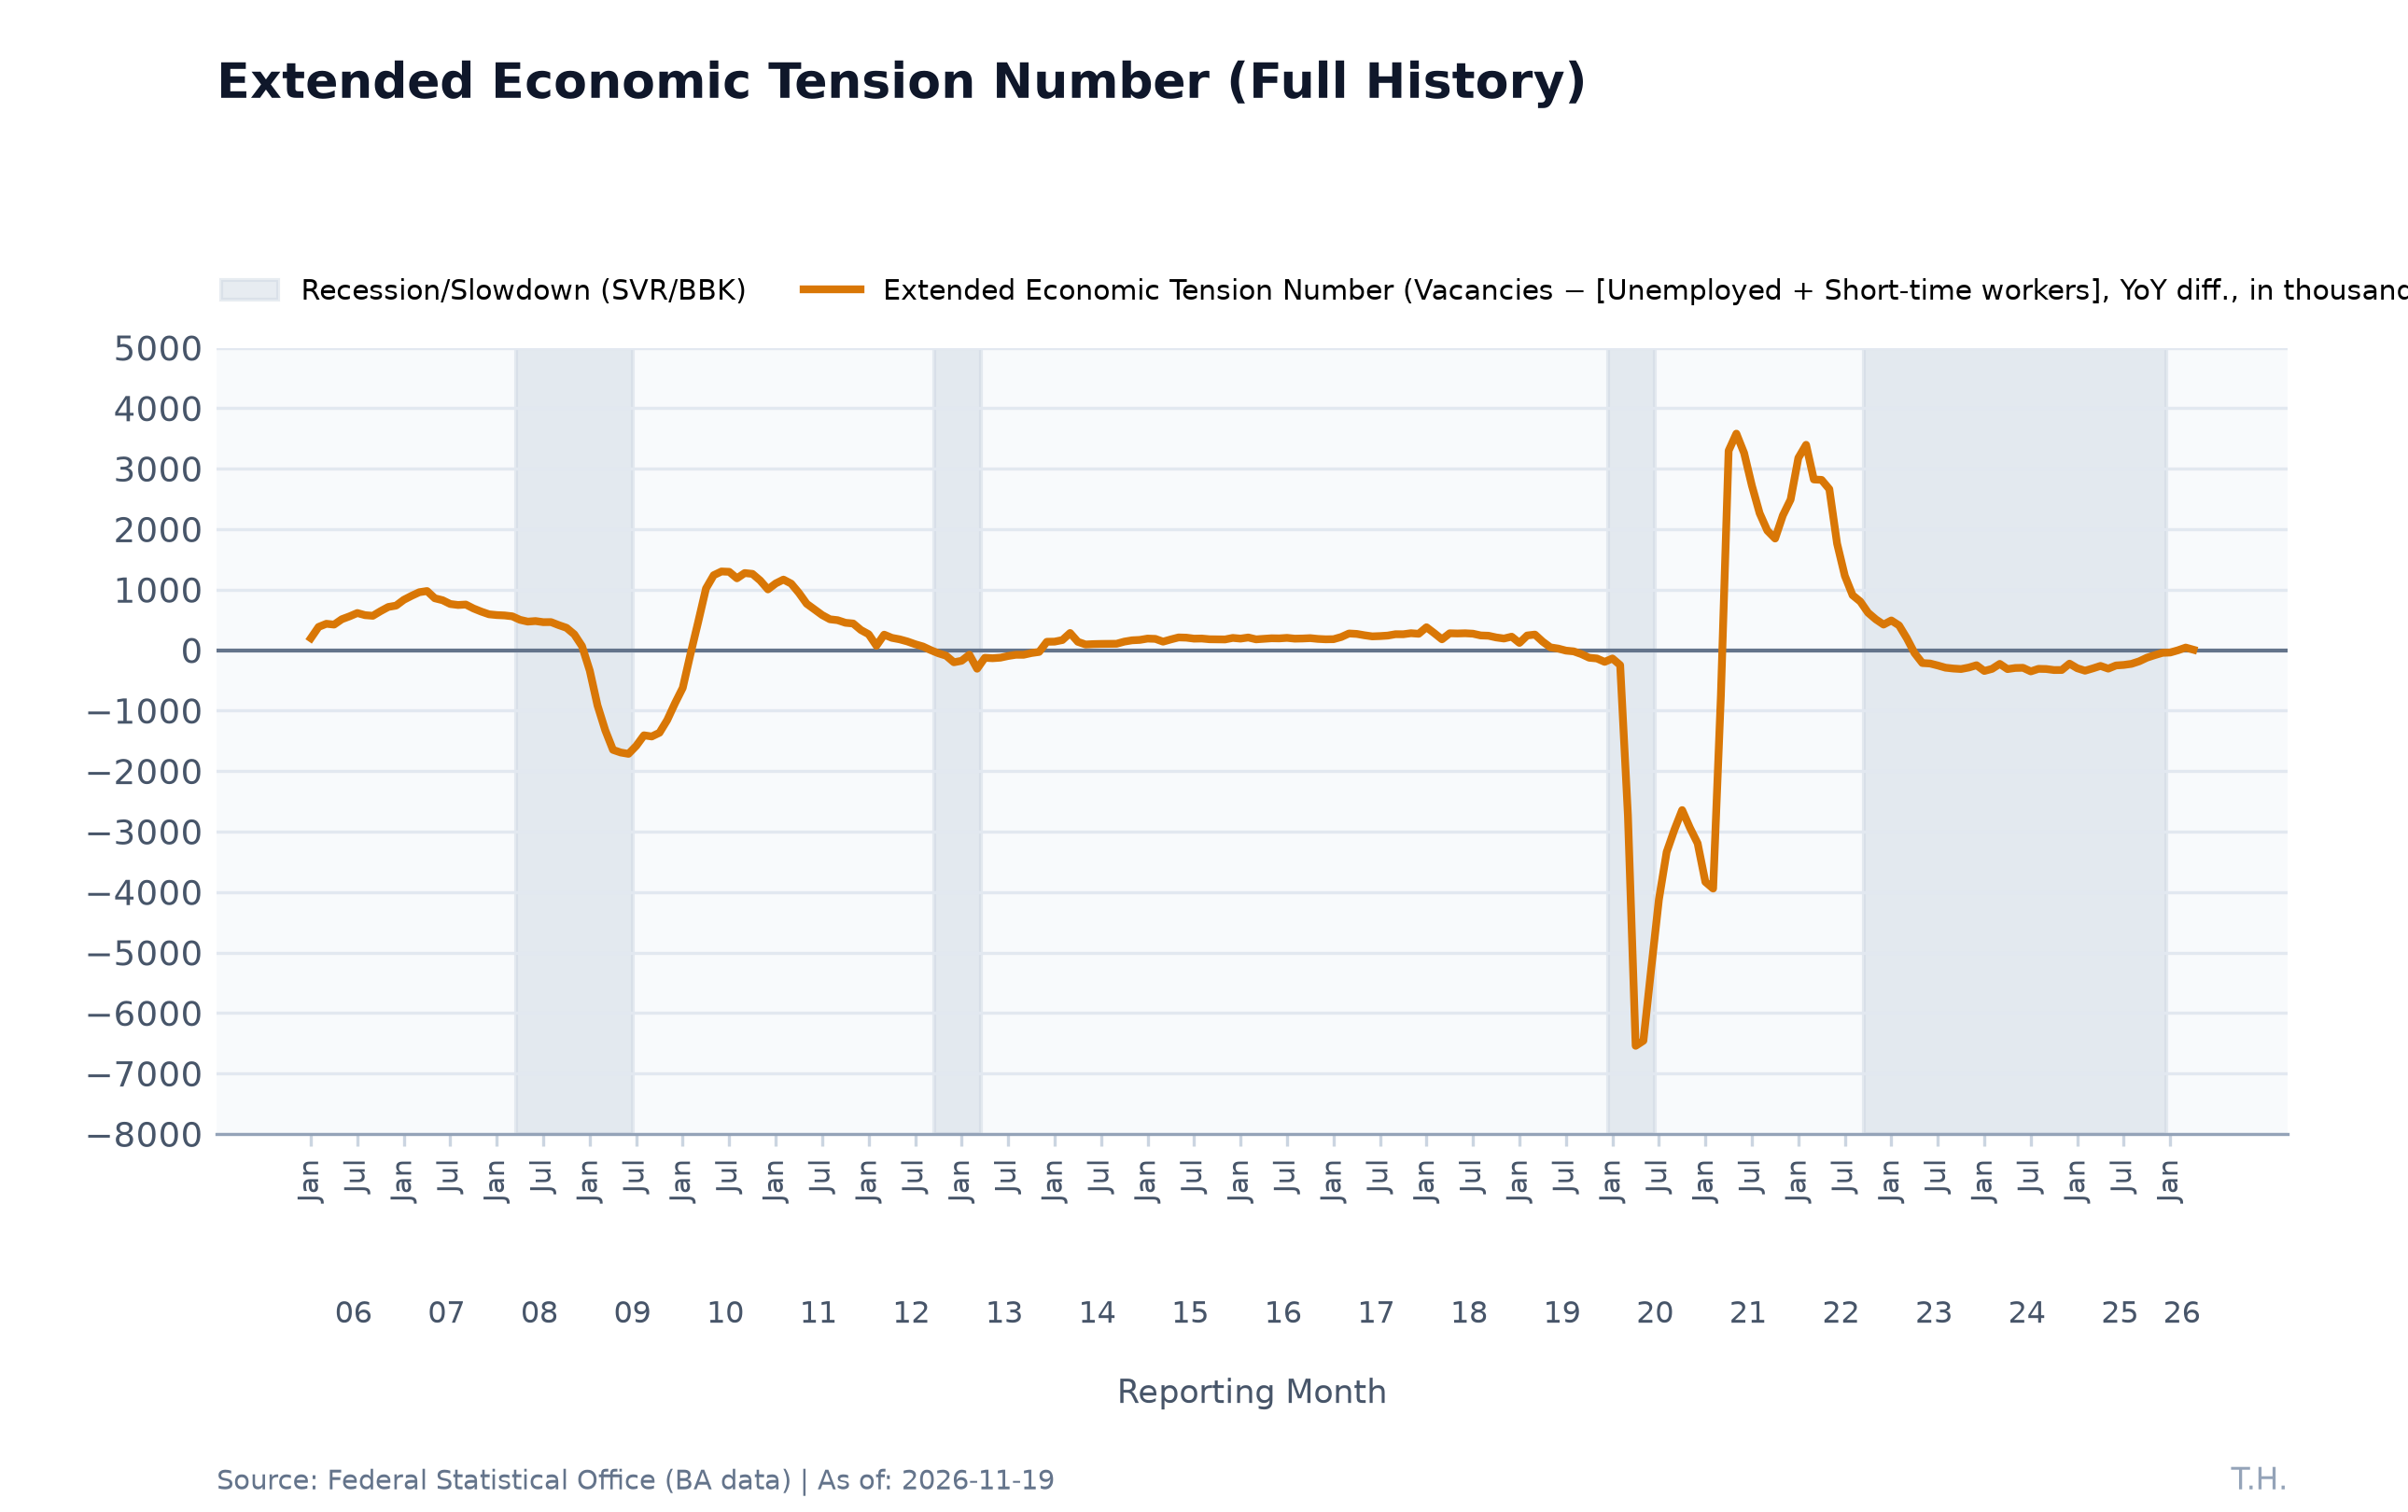 Extended Economic Tension Number (Full History)
Recession/Slowdown (SVR/BBK) Extended Economic Tension Number (Vacancies − [Unemployed + Short-time workers], YoY diff., in thousand
5000
4000
3000
2000
1000
0
−1000
−2000
−3000
−4000
−5000
−6000
−7000
−8000
Jan Jul Jan Jul Jan Jul Jan Jul Jan Jul Jan Jul Jan Jul Jan Jul Jan Jul Jan Jul Jan Jul Jan Jul Jan Jul Jan Jul Jan Jul Jan Jul Jan Jul Jan Jul Jan Jul Jan Jul Jan
06 07 08 09 10 11 12 13 14 15 16 17 18 19 20 21 22 23 24 25 26
Reporting Month
Source: Federal Statistical Office (BA data) | As of: 2026-11-19 T.H.